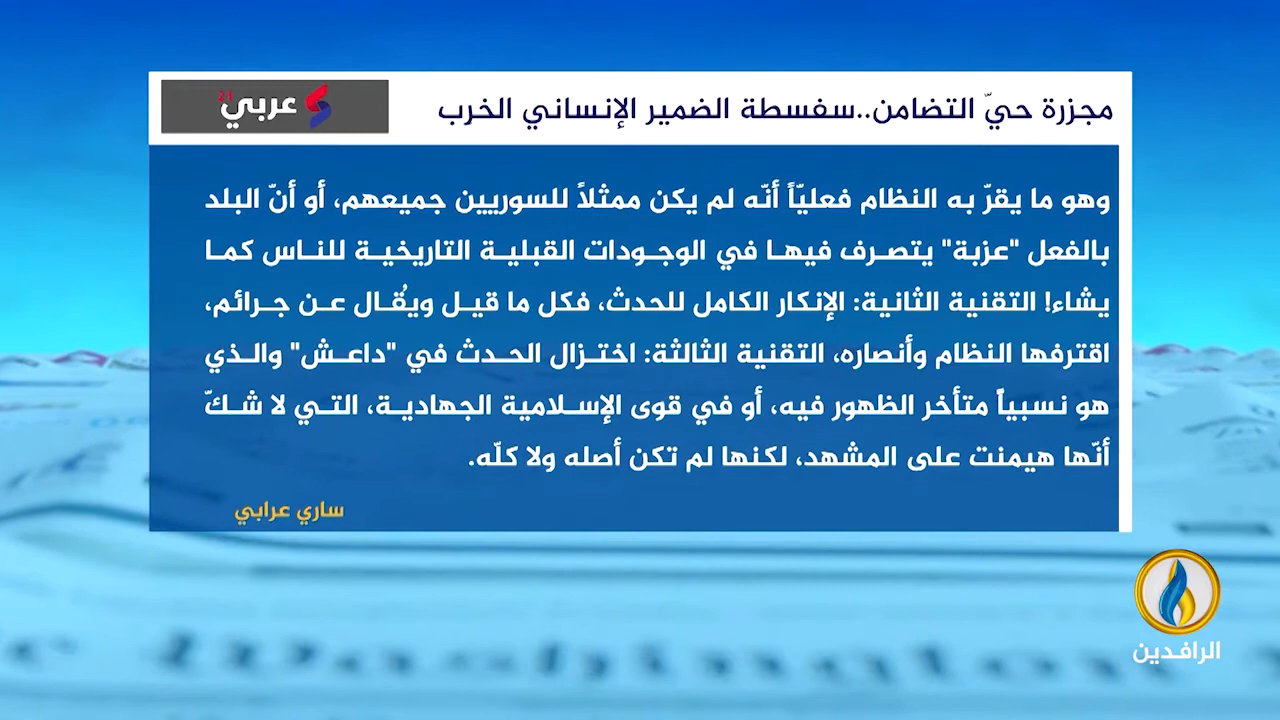 مجزرة حيّ التضامن..سفسطة الضمير الإنساني الخرب
عربي21
وهو ما يقرّ به النظام فعليّاً أنّه لم يكن ممثلاً للسوريين جميعهم، أو أنّ البلد
بالفعل "عزبة" يتصرف فيها في الوجودات القبلية التاريخية للناس كما
يشاء! التقنية الثانية: الإنكار الكامل للحدث، فكل ما قيل ويُقال عن جرائم،
اقترفها النظام وأنصاره، التقنية الثالثة: اختزال الحدث في "داعش" والذي
هو نسبياً متأخر الظهور فيه، أو في قوى الإسلامية الجهادية، التي لا شكّ
أنّها هيمنت على المشهد، لكنها لم تكن أصله ولا كلّه.
ساري عرابي
الرافدين